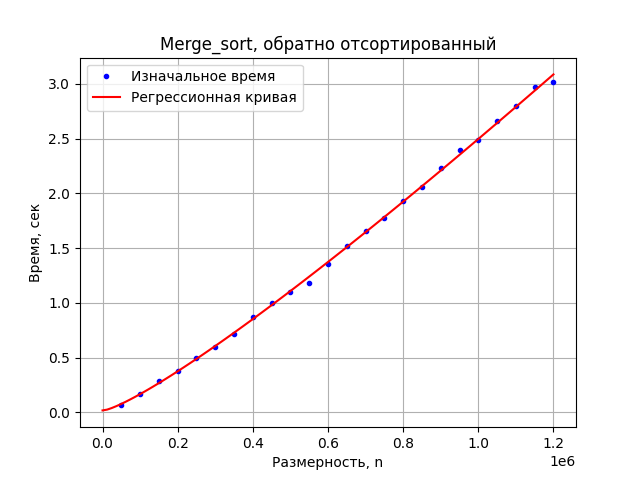 Merge_sort, обратно отсортированный
Изначальное время
Регрессионная кривая
3.0
2.5
2.0
1.5
1.0
0.5
0.0
Время, сек
0.0 0.2 0.4 0.6 0.8 1.0 1.2
1e6
Размерность, n